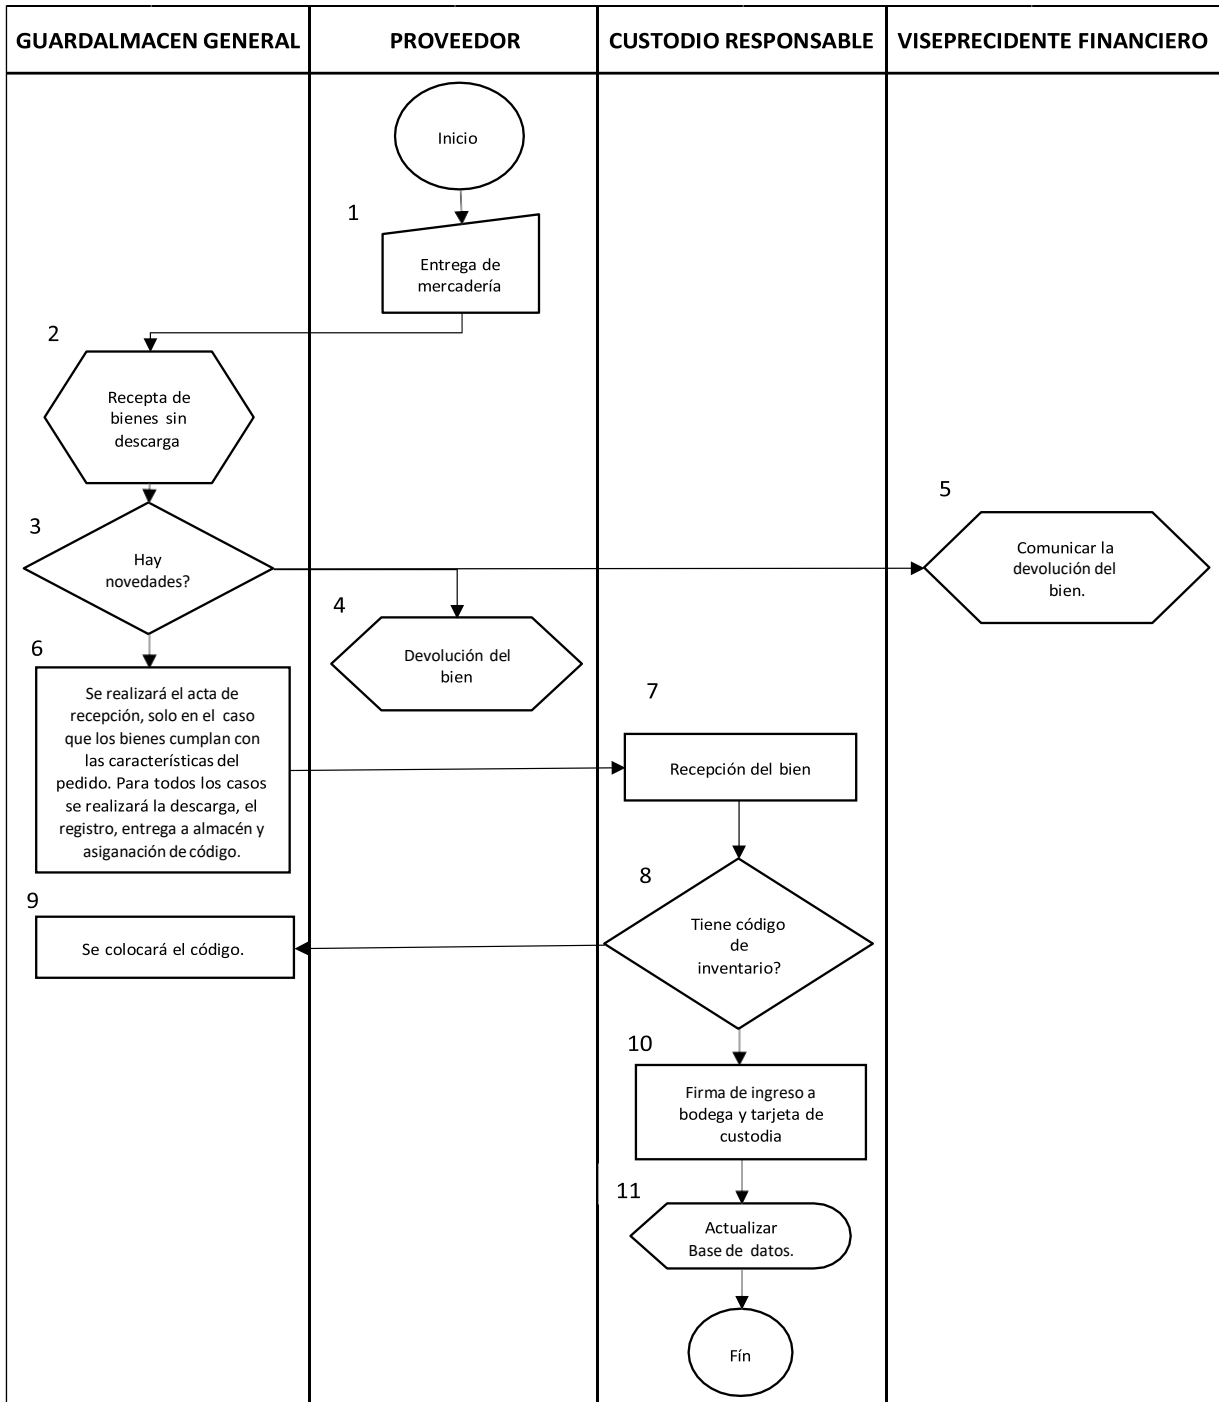 GUARDALMACEN GENERAL
PROVEEDOR
CUSTODIO RESPONSABLE
VISEPRECIDENTE FINANCIERO
Inicio
1
Entrega de
mercadería
2
Recepta de
bienes sin
descarga
3
Hay
novedades?
4
Devolución del
bien
5
Comunicar la
devolución del
bien.
6
Se realizará el acta de
recepción, solo en el caso
que los bienes cumplan con
las características del
pedido. Para todos los casos
se realizará la descarga, el
registro, entrega a almacén y
asiganación de código.
7
Recepción del bien
8
Tiene código
de
inventario?
9
Se colocará el código.
10
Firma de ingreso a
bodega y tarjeta de
custodia
11
Actualizar
Base de datos.
Fín